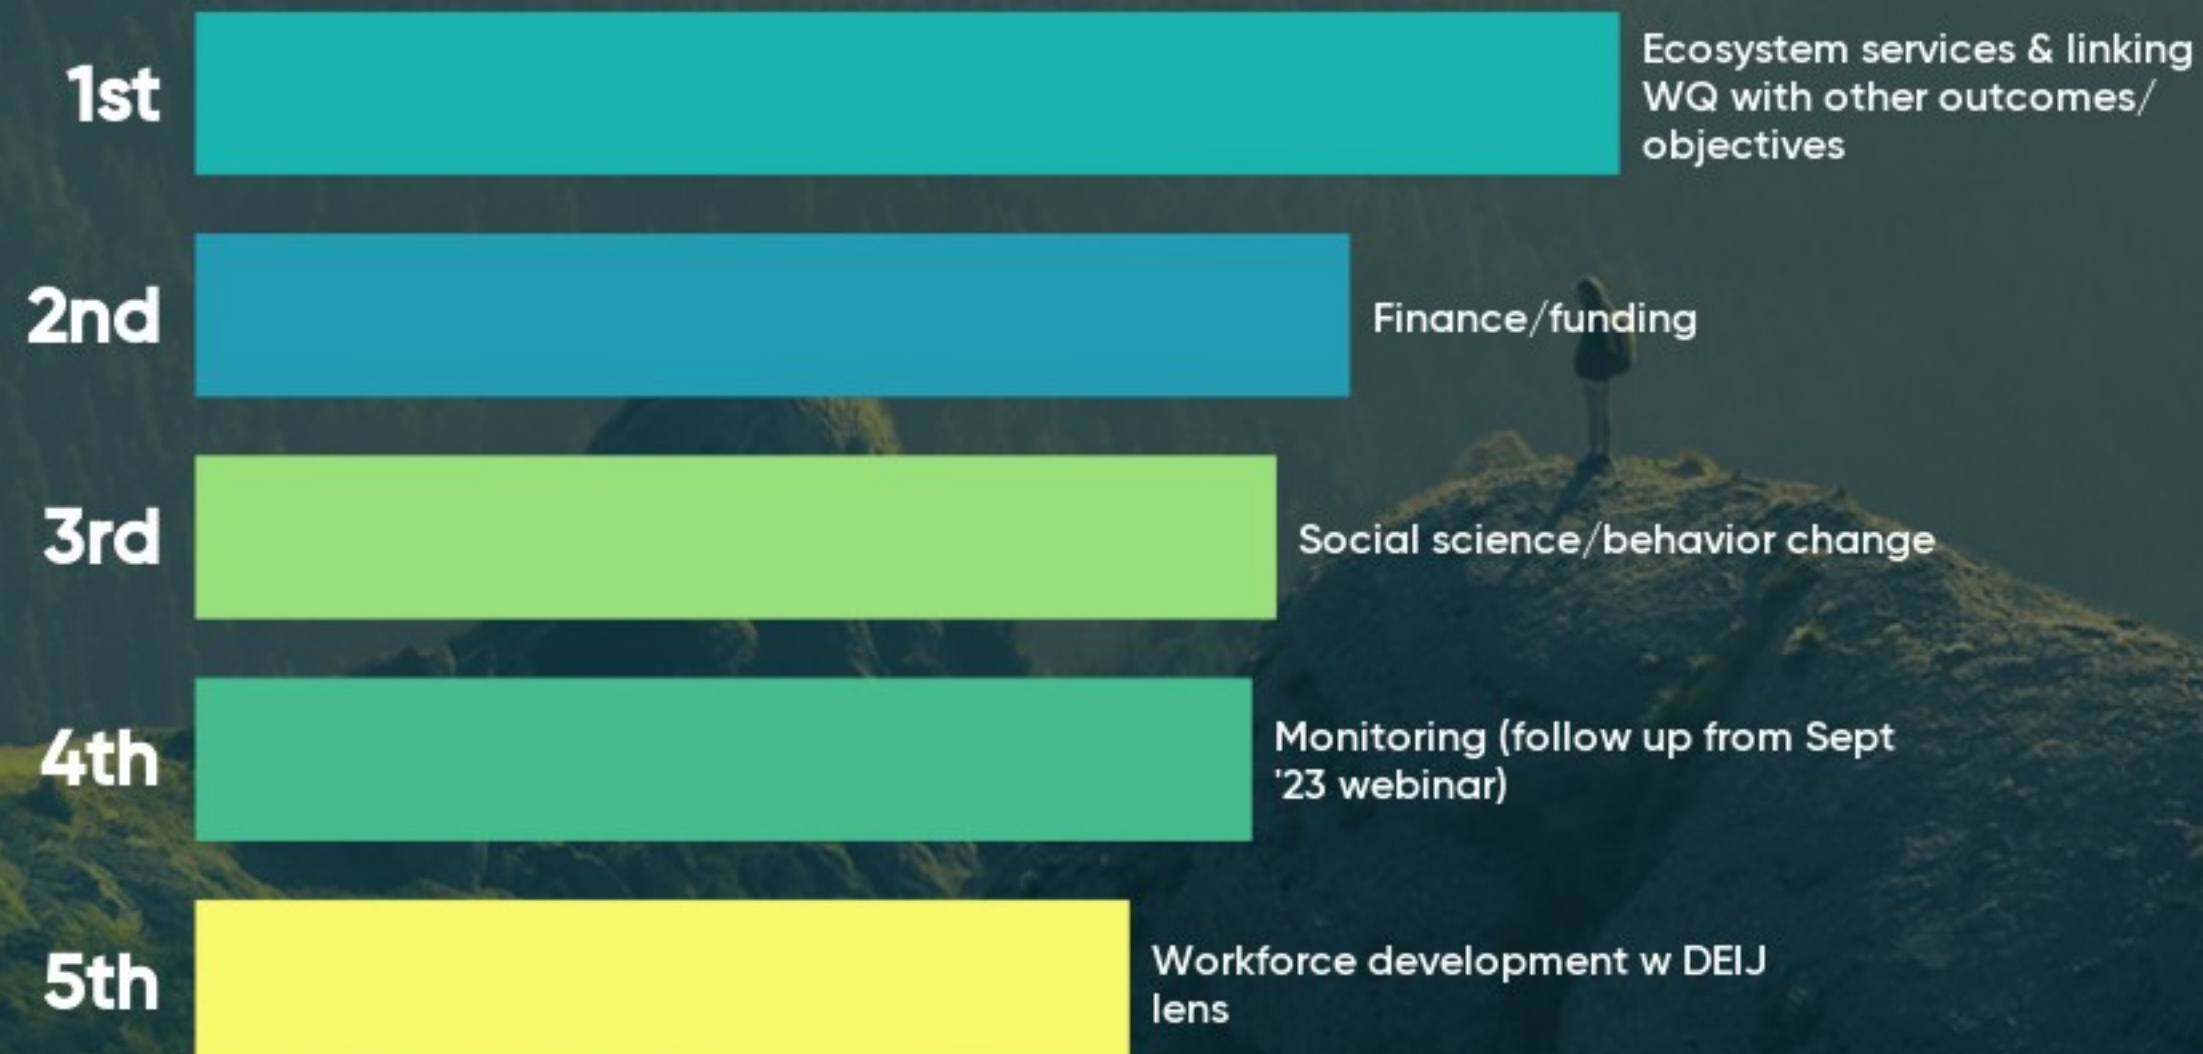 1st
Ecosystem services & linking
WQ with other outcomes/
objectives
2nd
Finance/funding
3rd
Social science/behavior change
4th
Monitoring (follow up from Sept
'23 webinar)
5th
Workforce development w DEIJ
lens